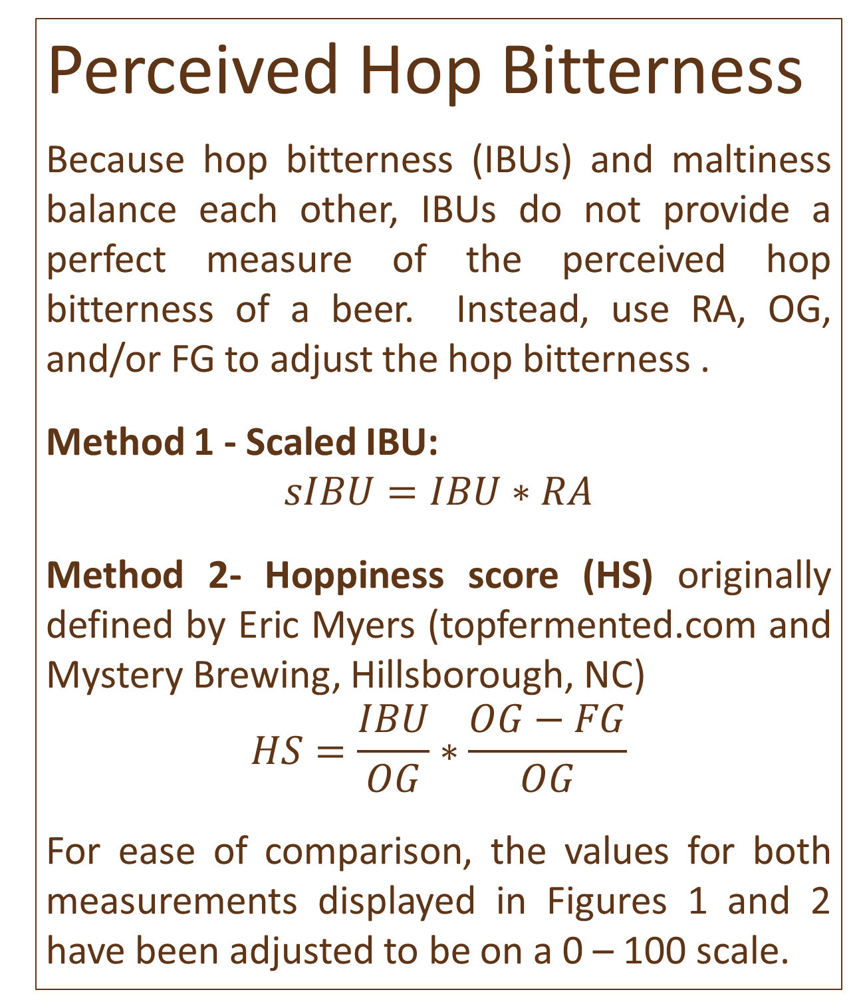 Perceived Hop Bitterness
Because hop bitterness (IBUs) and maltiness
balance each other, IBUs do not provide a
perfect measure of the perceived hop
bitterness of a beer.  Instead, use RA, OG,
and/or FG to adjust the hop bitterness .
Method 1 - Scaled IBU:
sIBU = IBU ∗ RA
Method 2- Hoppiness score (HS) originally
defined by Eric Myers (topfermented.com and
Mystery Brewing, Hillsborough, NC)
HS = IBU/OG ∗ (OG − FG)/OG
For ease of comparison, the values for both
measurements displayed in Figures 1 and 2
have been adjusted to be on a 0 – 100 scale.